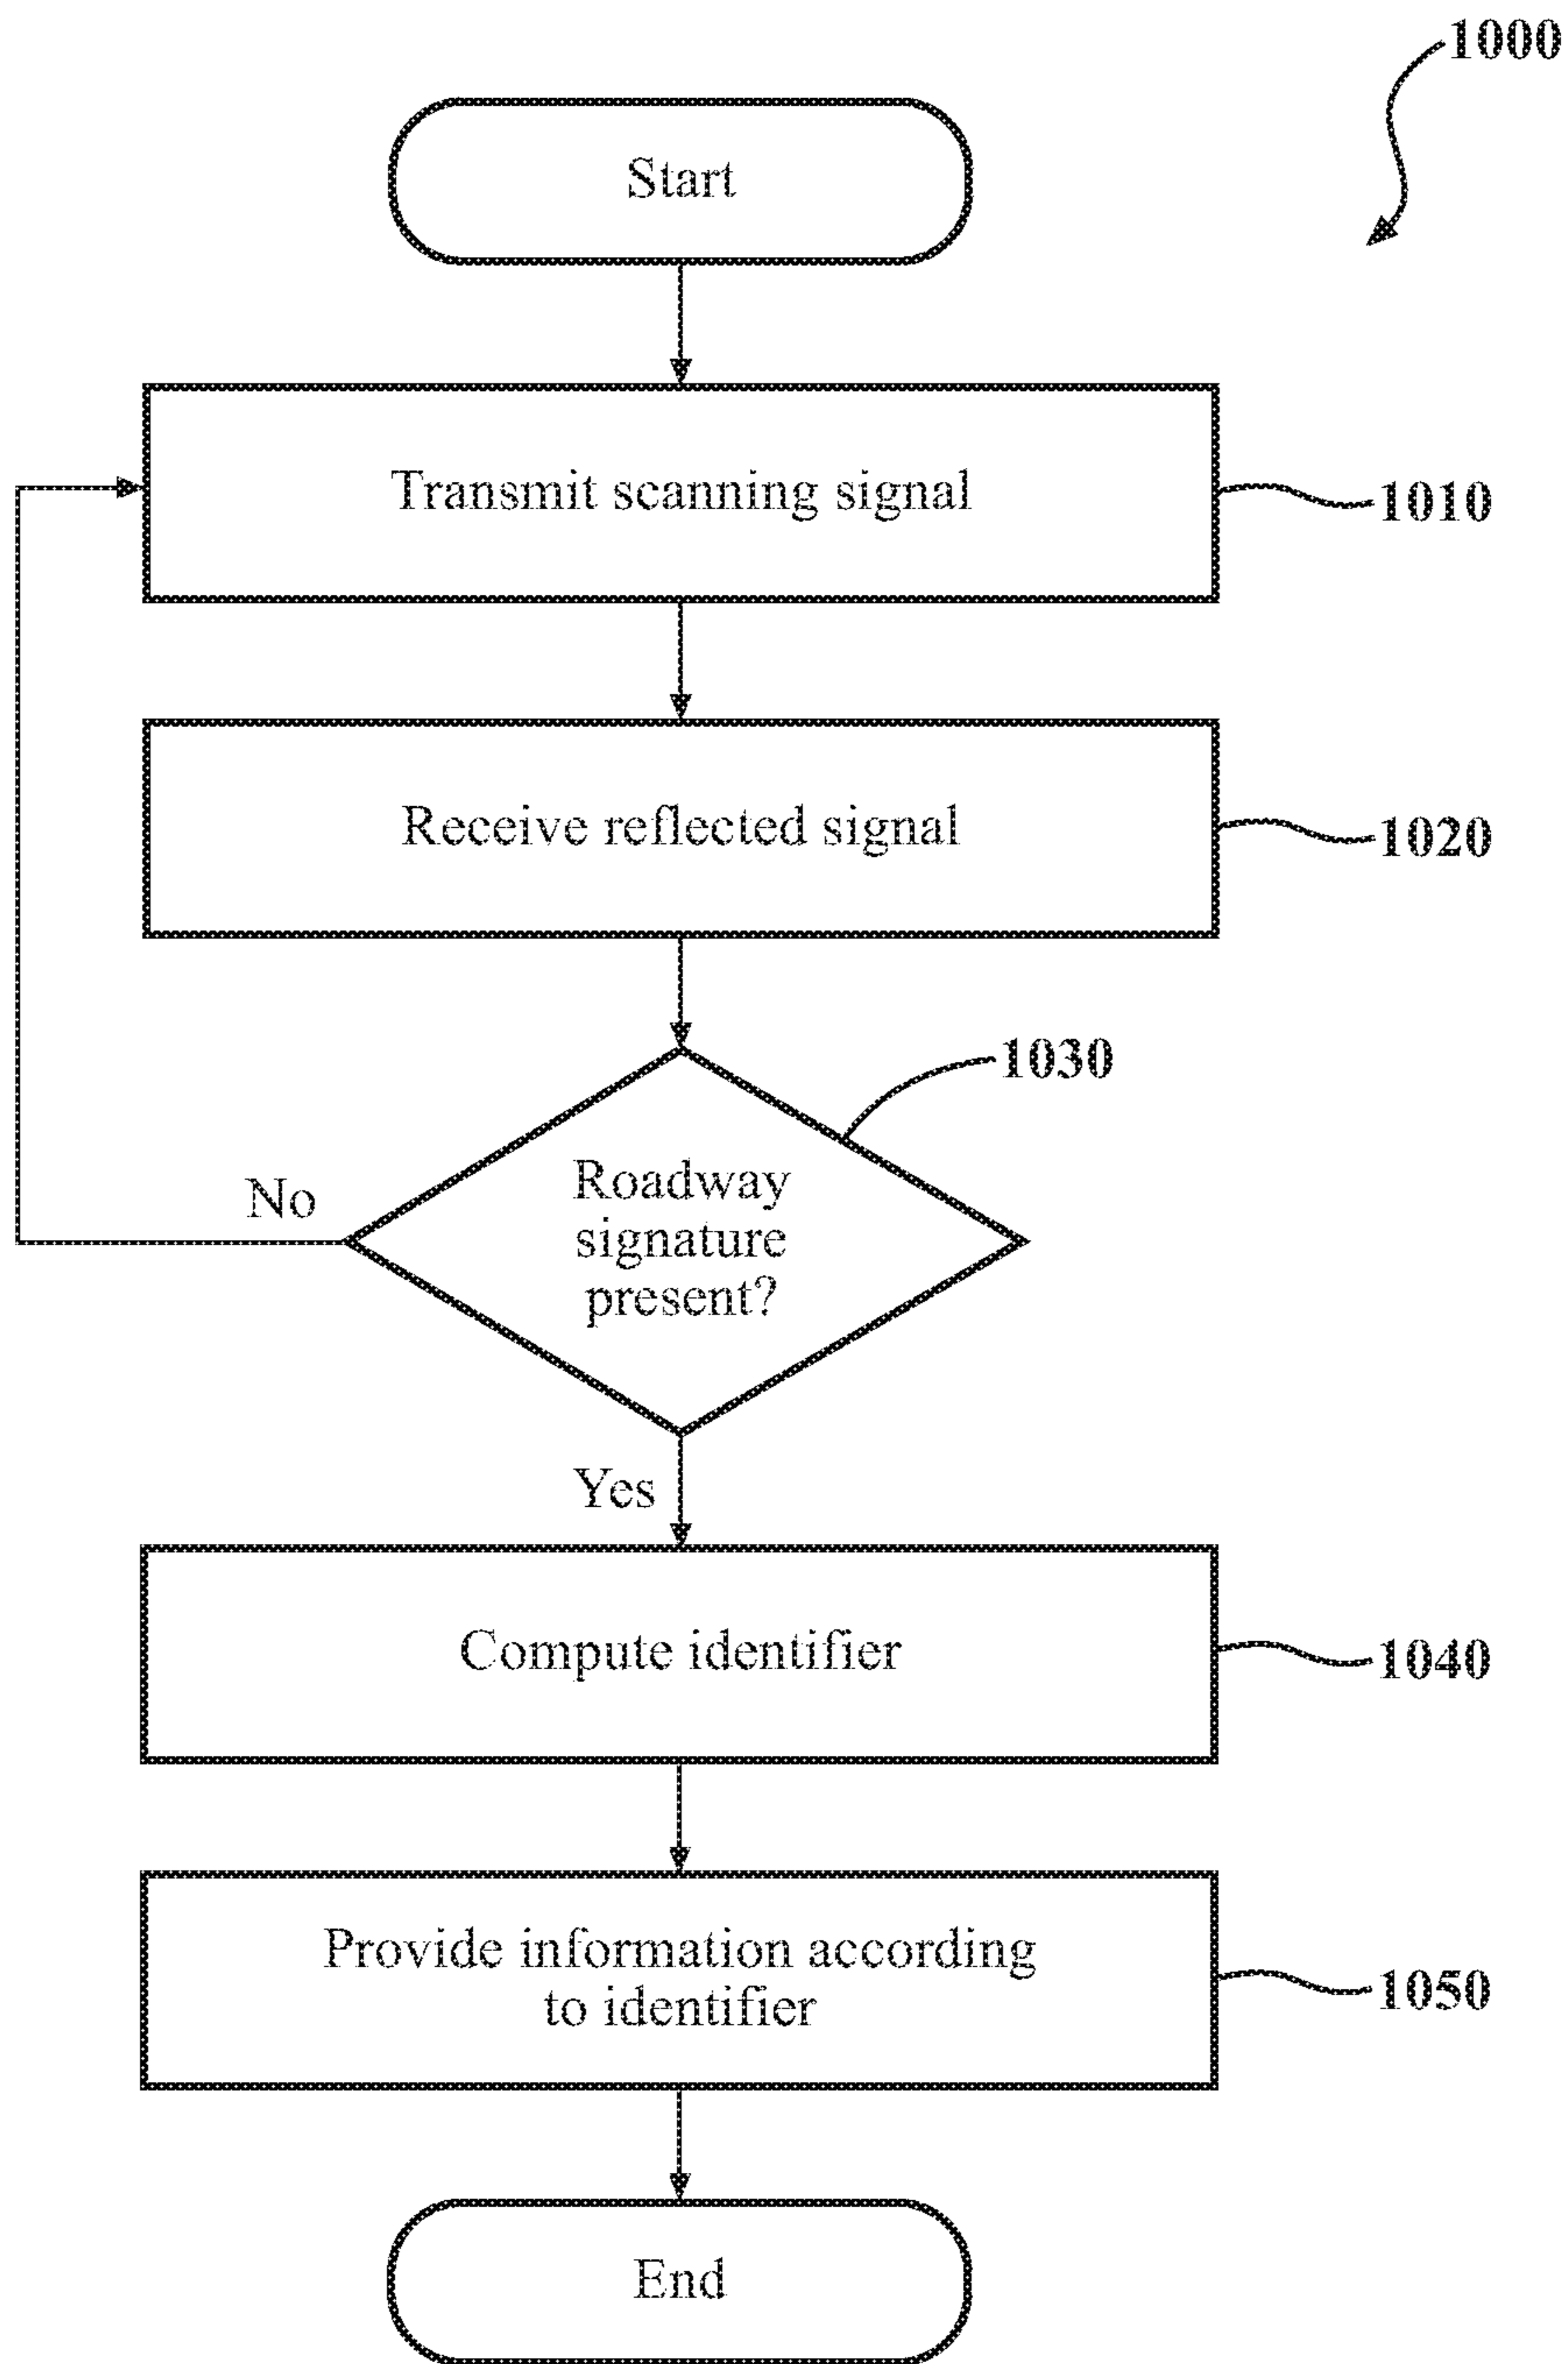 1000
Start
Transmit scanning signal
1010
Receive reflected signal
1020
1030
Roadway
signature
present?
No
Yes
Compute identifier
1040
Provide information according
to identifier
1050
End